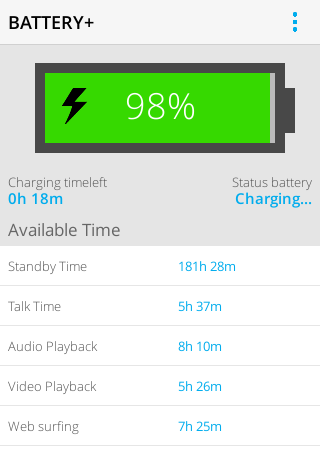 BATTERY+
98%
Charging timeleft
Status battery
0h 18m
Charging...
Available Time
Standby Time 181h 28m
Talk Time 5h 37m
Audio Playback 8h 10m
Video Playback 5h 26m
Web surfing 7h 25m